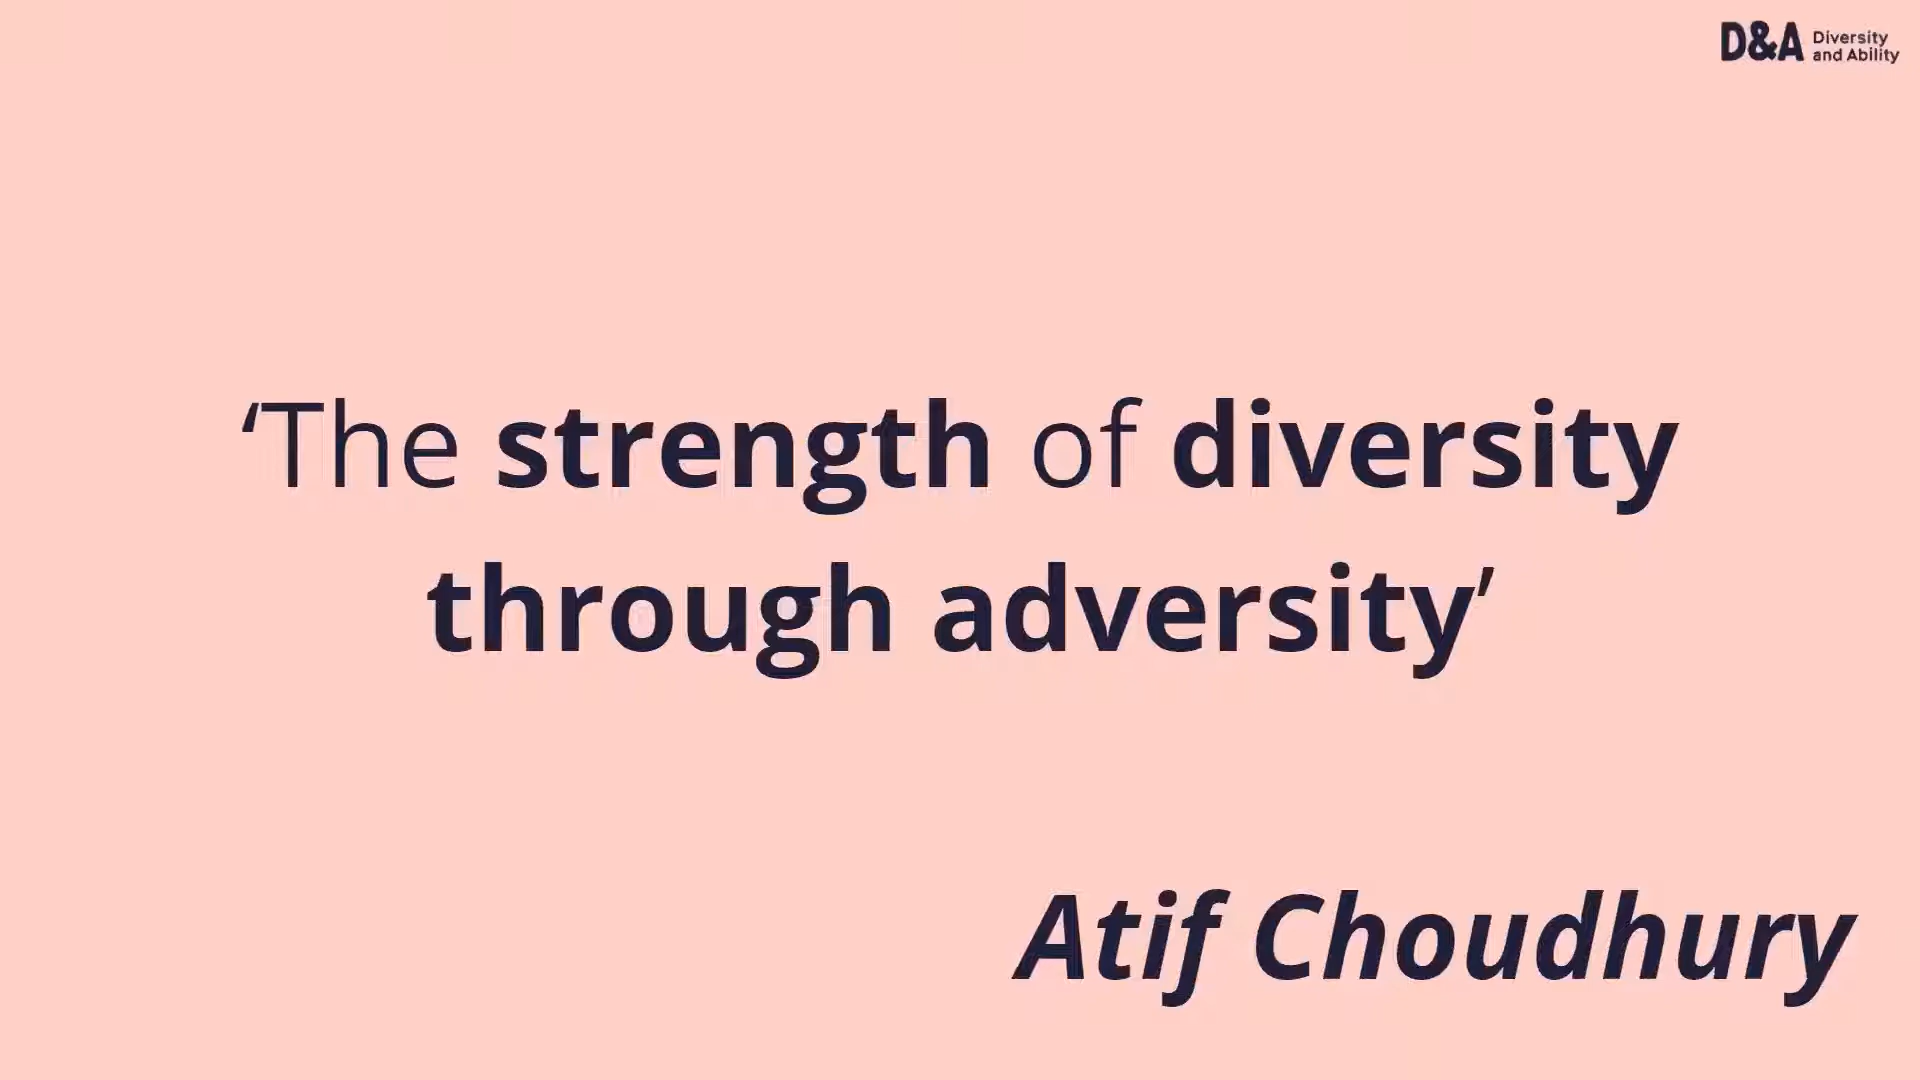 D&A Diversity
and Ability
‘The strength of diversity
through adversity’
Atif Choudhury